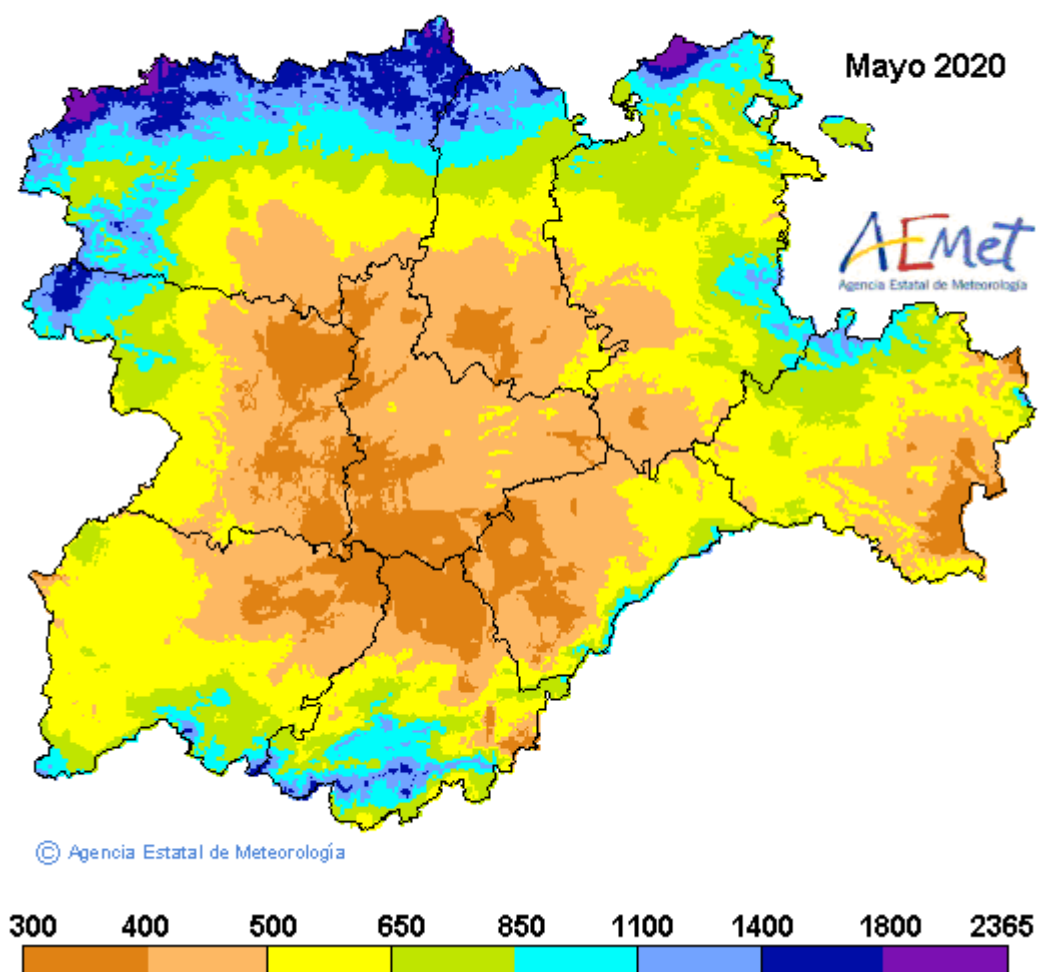 Mayo 2020
AEMet
Agencia Estatal de Meteorología
© Agencia Estatal de Meteorología
300 400 500 650 850 1100 1400 1800 2365